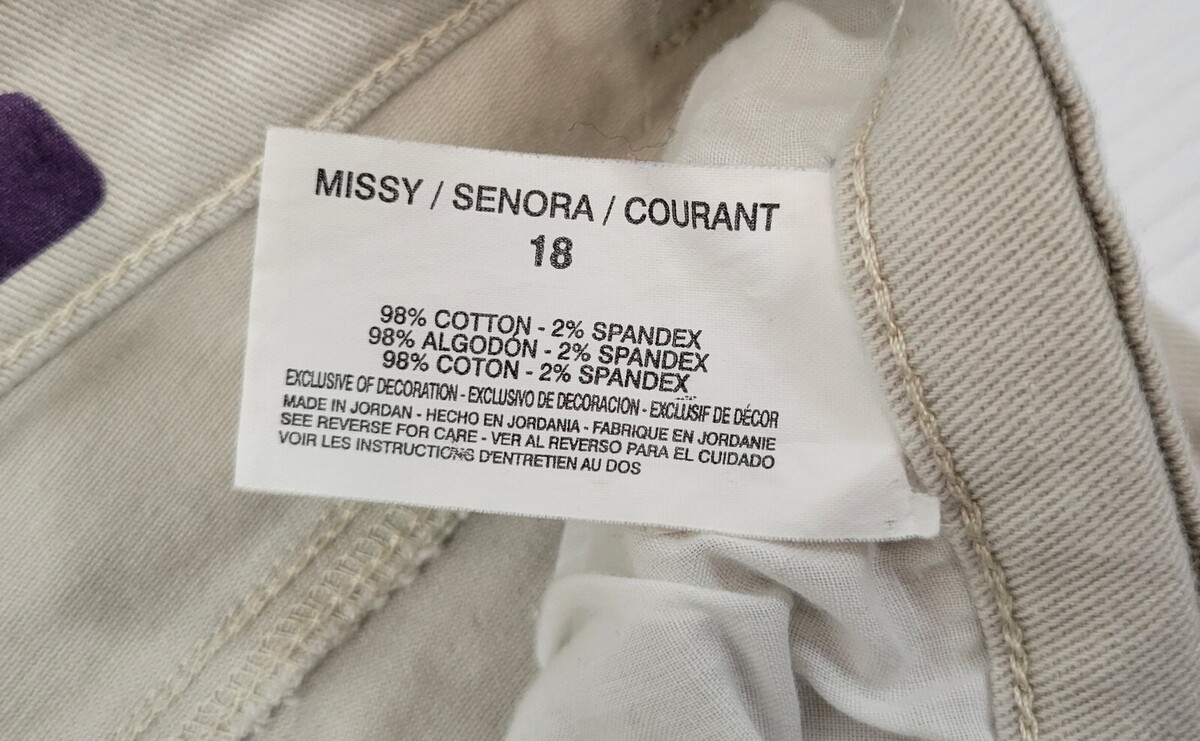 MISSY / SENORA / COURANT
18
98% COTTON - 2% SPANDEX
98% ALGODÓN - 2% SPANDEX
98% COTON - 2% SPANDEX
EXCLUSIVE OF DECORATION - EXCLUSIVO DE DECORACION - EXCLUSIF DE DÉCOR
MADE IN JORDAN - HECHO EN JORDANIA - FABRIQUE EN JORDANIE
SEE REVERSE FOR CARE - VER AL REVERSO PARA EL CUIDADO
VOIR LES INSTRUCTIONS D'ENTRETIEN AU DOS